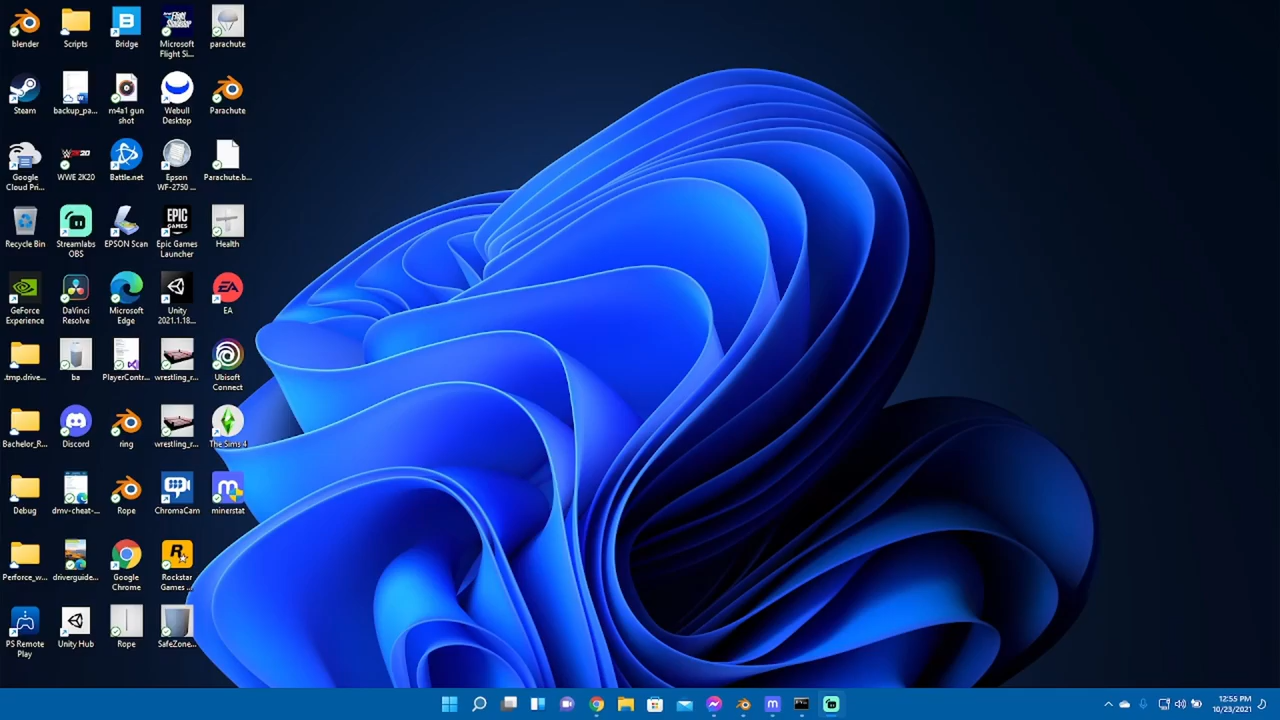 blender
Scripts
Bridge
Microsoft
Flight Si...
parachute
Steam
backup_pa...
m4a1 gun
shot
Webull
Desktop
Parachute
Google
Cloud Pri...
WWE 2K20
Battle.net
Epson
WF-2750 ...
Parachute.b...
Recycle Bin
Streamlabs
OBS
EPSON Scan
EPIC
GAMES
Epic Games
Launcher
Health
GeForce
Experience
DaVinci
Resolve
Microsoft
Edge
Unity
2021.1.18...
EA
EA
.tmp.drive...
ba
PlayerContr...
wrestling_r...
Ubisoft
Connect
Bachelor_R...
Discord
ring
wrestling_r...
The Sims 4
Debug
dmv-cheat-...
Rope
ChromaCam
minerstat
Perforce_w...
driverguide...
Google
Chrome
Rockstar
Games ...
PS Remote
Play
Unity Hub
Rope
SafeZone...
12:55 PM
10/23/2021